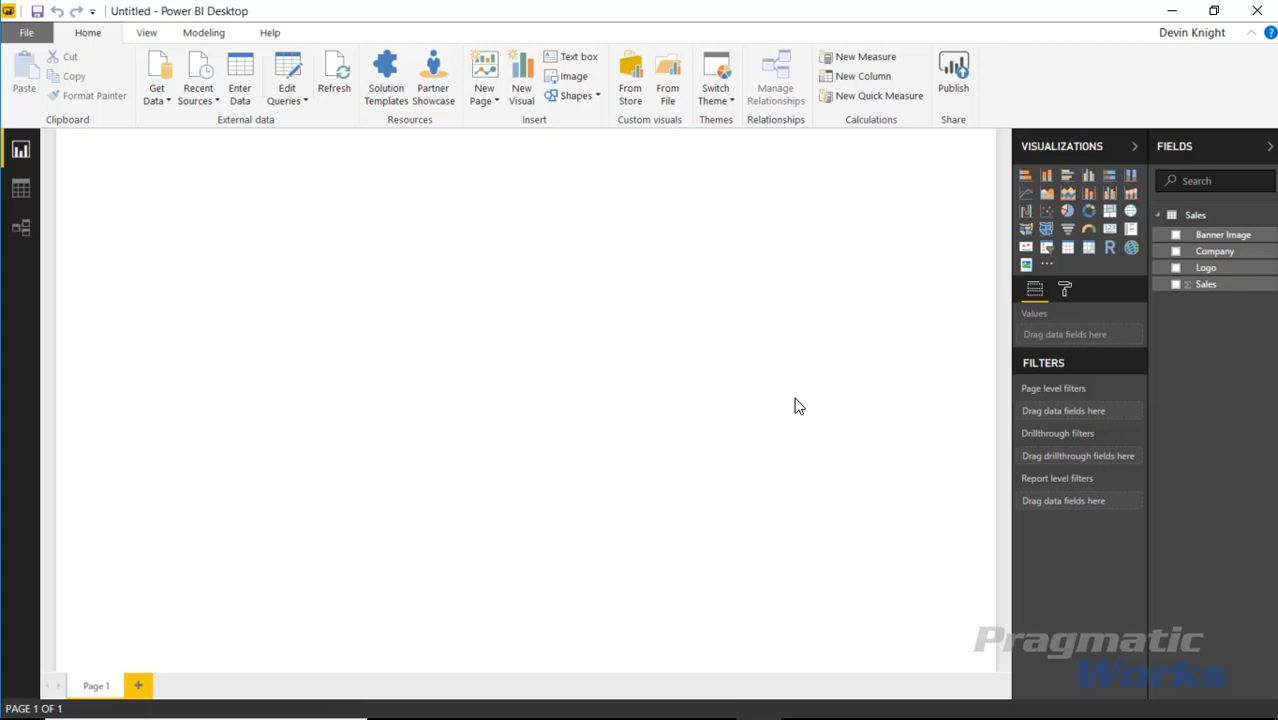 Untitled - Power BI Desktop
File
Home
View
Modeling
Help
Devin Knight
Paste
Cut
Copy
Format Painter
Clipboard
Get Data
Recent Sources
Enter Data
Edit Queries
Refresh
External data
Solution Templates
Partner Showcase
Resources
New Page
New Visual
Text box
Image
Shapes
Insert
From Store
From File
Custom visuals
Switch Theme
Themes
Manage Relationships
Relationships
New Measure
New Column
New Quick Measure
Calculations
Publish
Share
VISUALIZATIONS
R
Values
Drag data fields here
FILTERS
Page level filters
Drag data fields here
Drillthrough filters
Drag drillthrough fields here
Report level filters
Drag data fields here
FIELDS
Search
Sales
Banner Image
Company
Logo
Σ Sales
Pragmatic
Works
Page 1
PAGE 1 OF 1